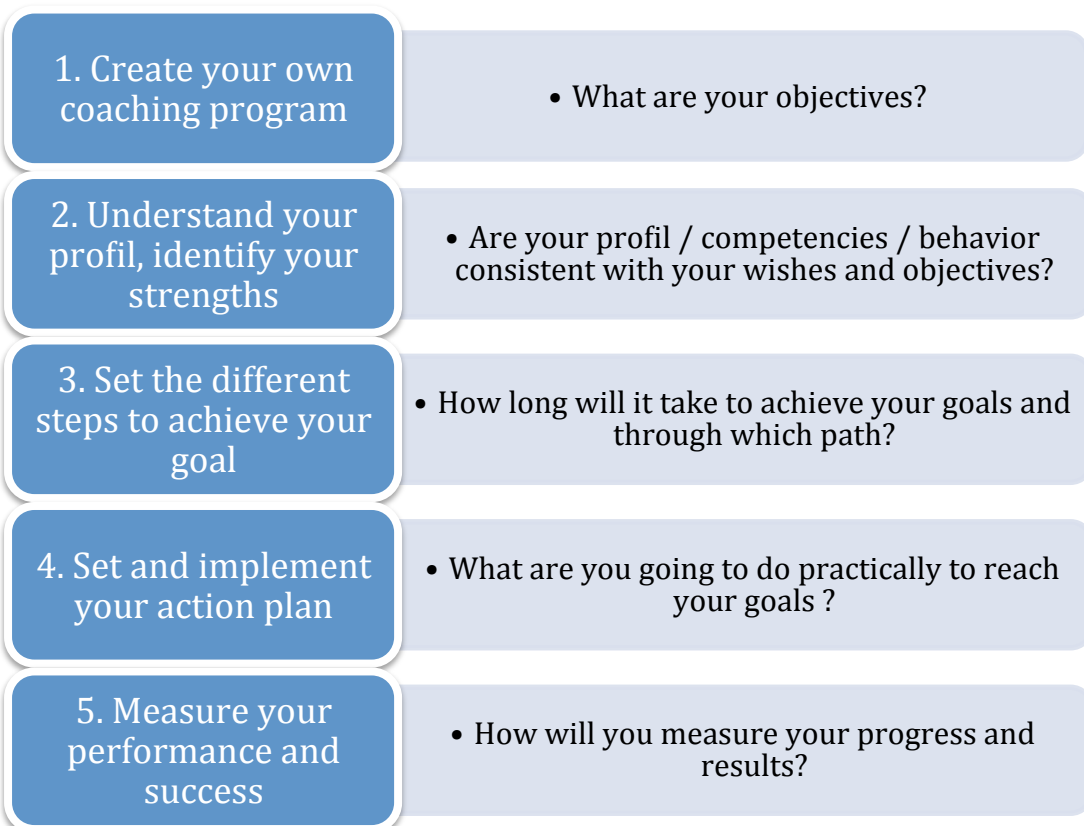 1. Create your own
coaching program
• What are your objectives?
2. Understand your
profil, identify your
strengths
• Are your profil / competencies / behavior
consistent with your wishes and objectives?
3. Set the different
steps to achieve your
goal
• How long will it take to achieve your goals and
through which path?
4. Set and implement
your action plan
• What are you going to do practically to reach
your goals ?
5. Measure your
performance and
success
• How will you measure your progress and
results?